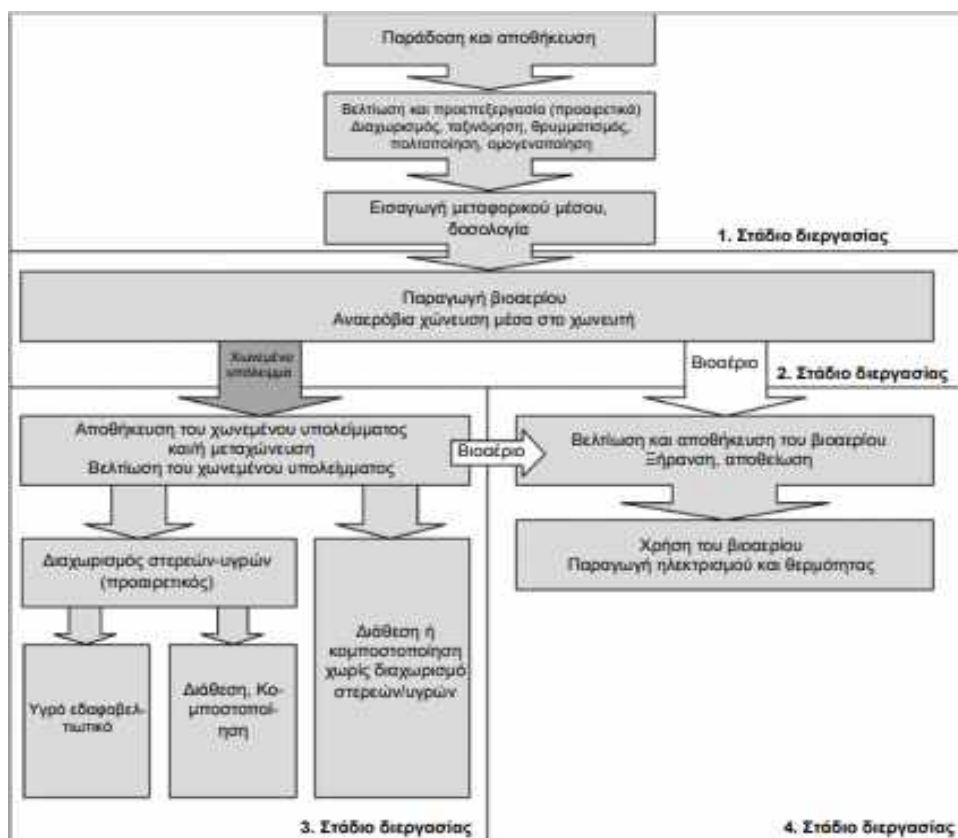 Παράδοση και αποθήκευση
Βελτίωση και προεπεξεργασία (προαιρετικά)
Διαχωρισμός, ταξινόμηση, θρυμματισμός,
πολτοποίηση, ομογενοποίηση
Εισαγωγή μεταφορικού μέσου,
δοσολογία
1. Στάδιο διεργασίας
Παραγωγή βιοαερίου
Αναερόβια χώνευση μέσα στο χωνευτή
Χωνεμένο
υπόλειμμα
Βιοαέριο
2. Στάδιο διεργασίας
Αποθήκευση του χωνεμένου υπολείμματος
και/ή μεταχώνευση
Βελτίωση του χωνεμένου υπολείμματος
Βιοαέριο
Βελτίωση και αποθήκευση του βιοαερίου
Ξήρανση, αποθείωση
Διαχωρισμός στερεών-υγρών
(προαιρετικός)
Χρήση του βιοαερίου
Παραγωγή ηλεκτρισμού και θερμότητας
Υγρό εδαφοβελ-
τιωτικό
Διάθεση, Κο-
μποστοποί-
ηση
Διάθεση ή
κομποστοποίηση
χωρίς διαχωρισμό
στερεών/υγρών
3. Στάδιο διεργασίας
4. Στάδιο διεργασίας